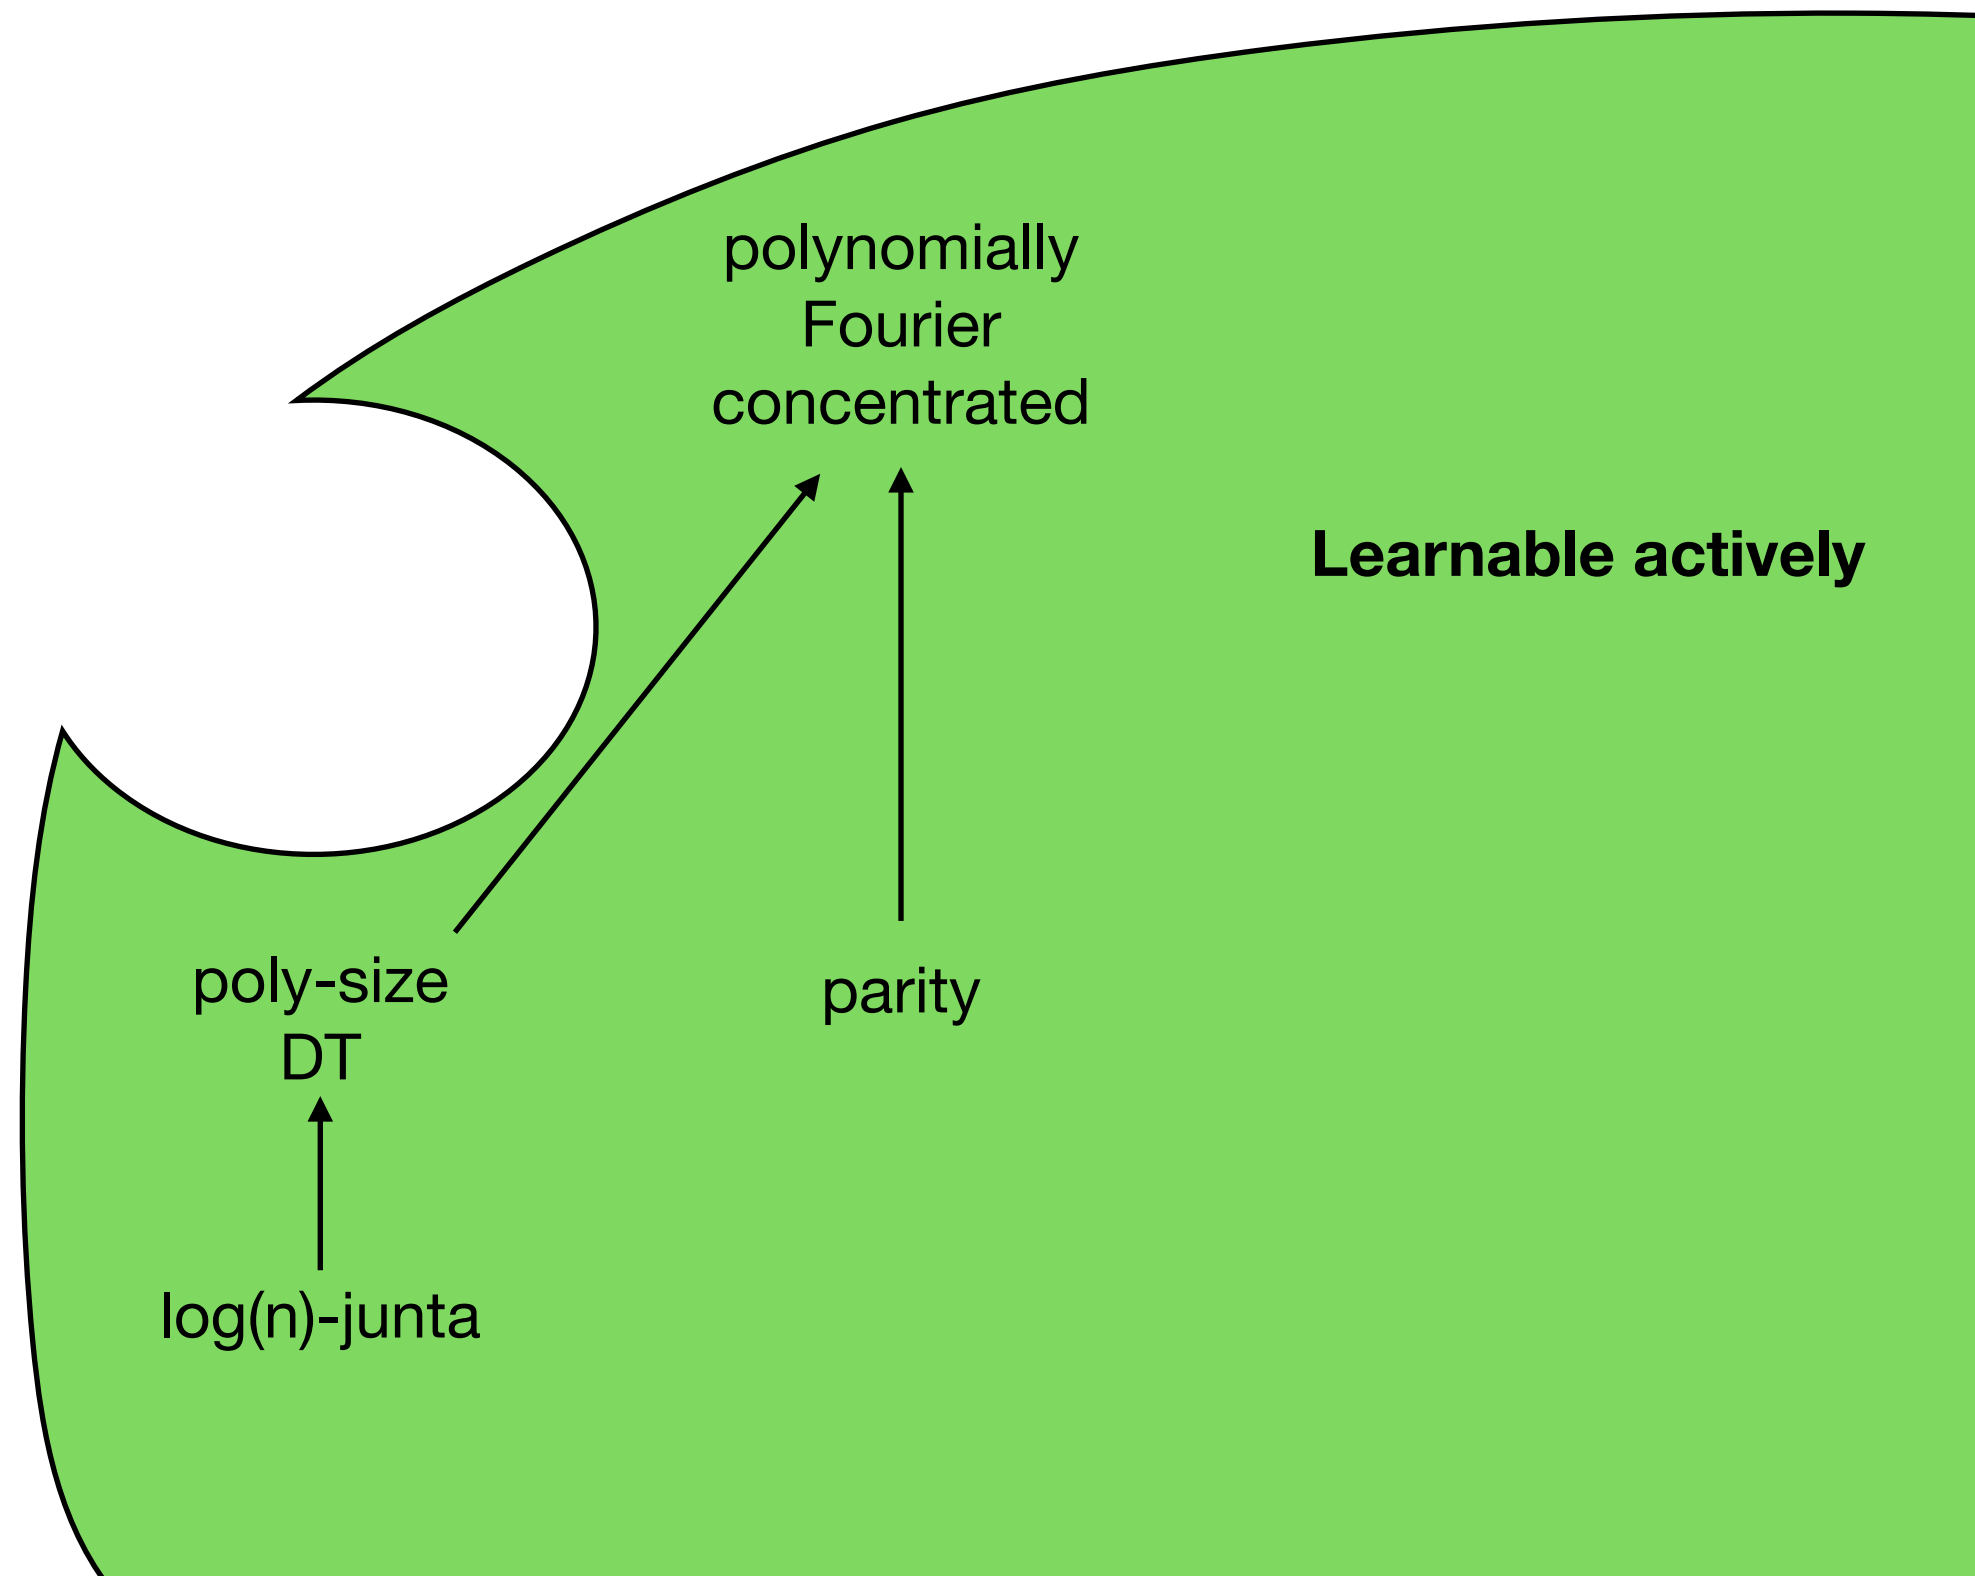 polynomially
Fourier
concentrated
Learnable actively
poly-size
DT
parity
log(n)-junta